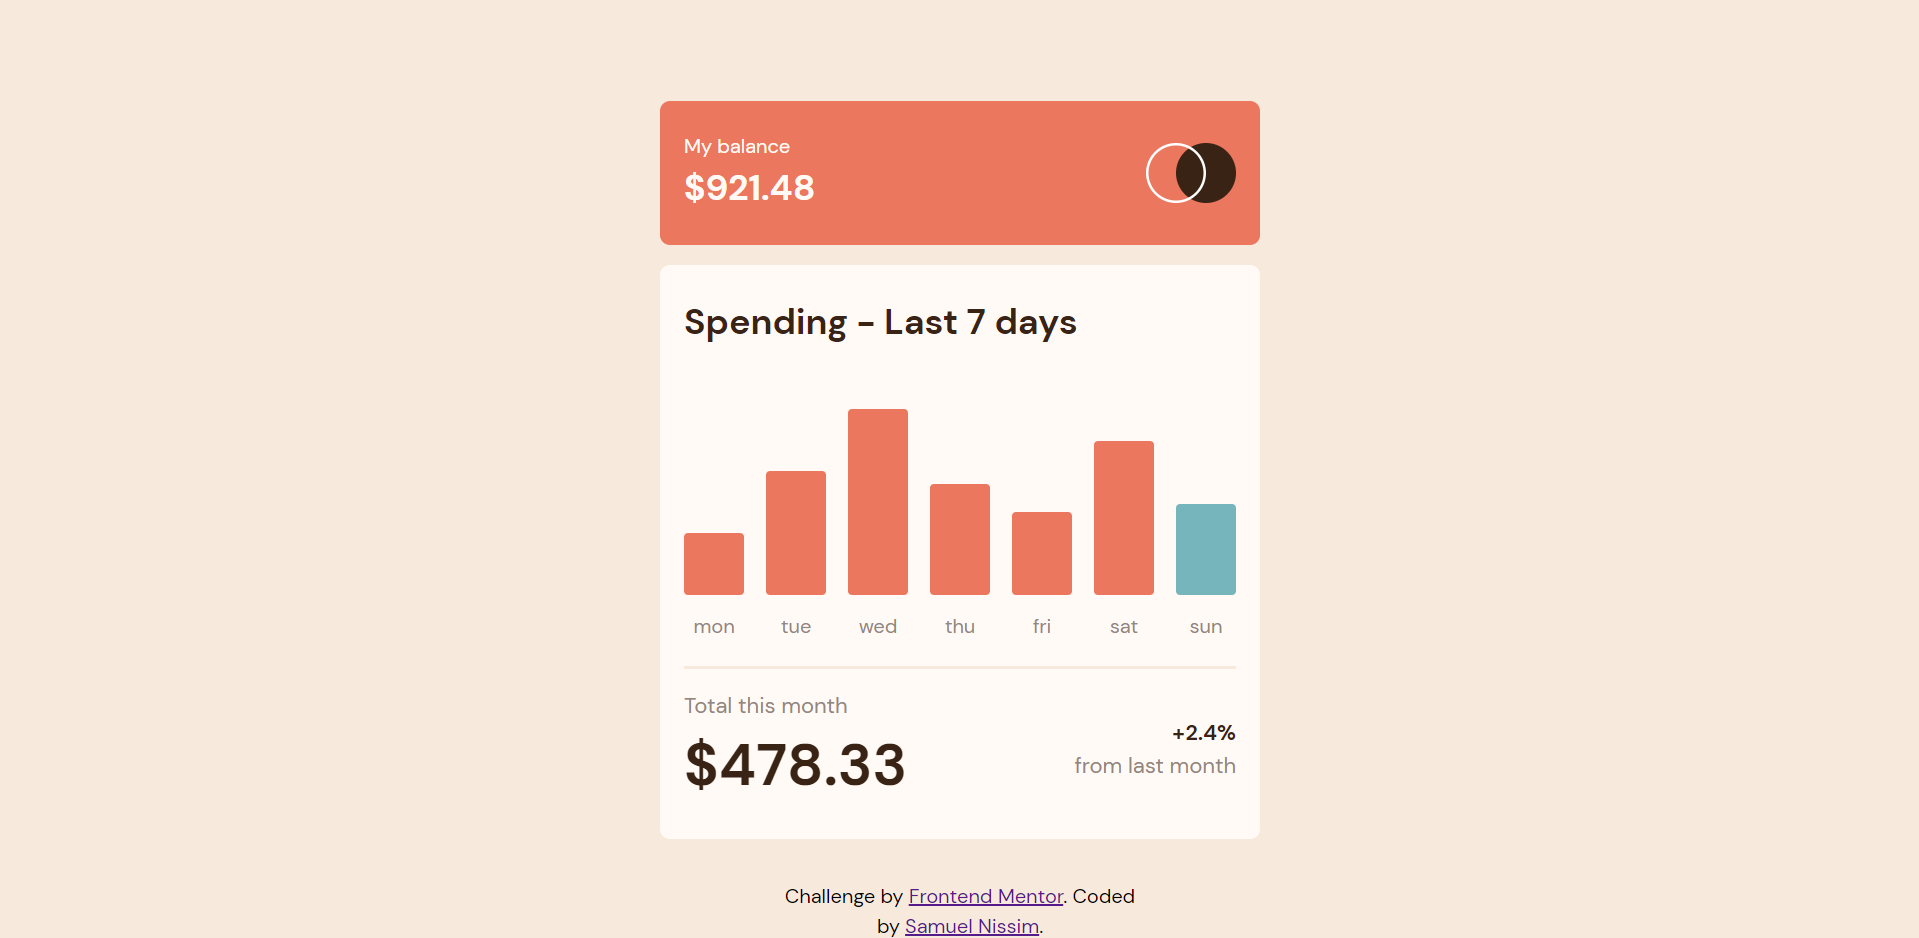 My balance
$921.48
Spending - Last 7 days
mon tue wed thu fri sat sun
Total this month
$478.33
+2.4%
from last month
Challenge by Frontend Mentor. Coded
by Samuel Nissim.